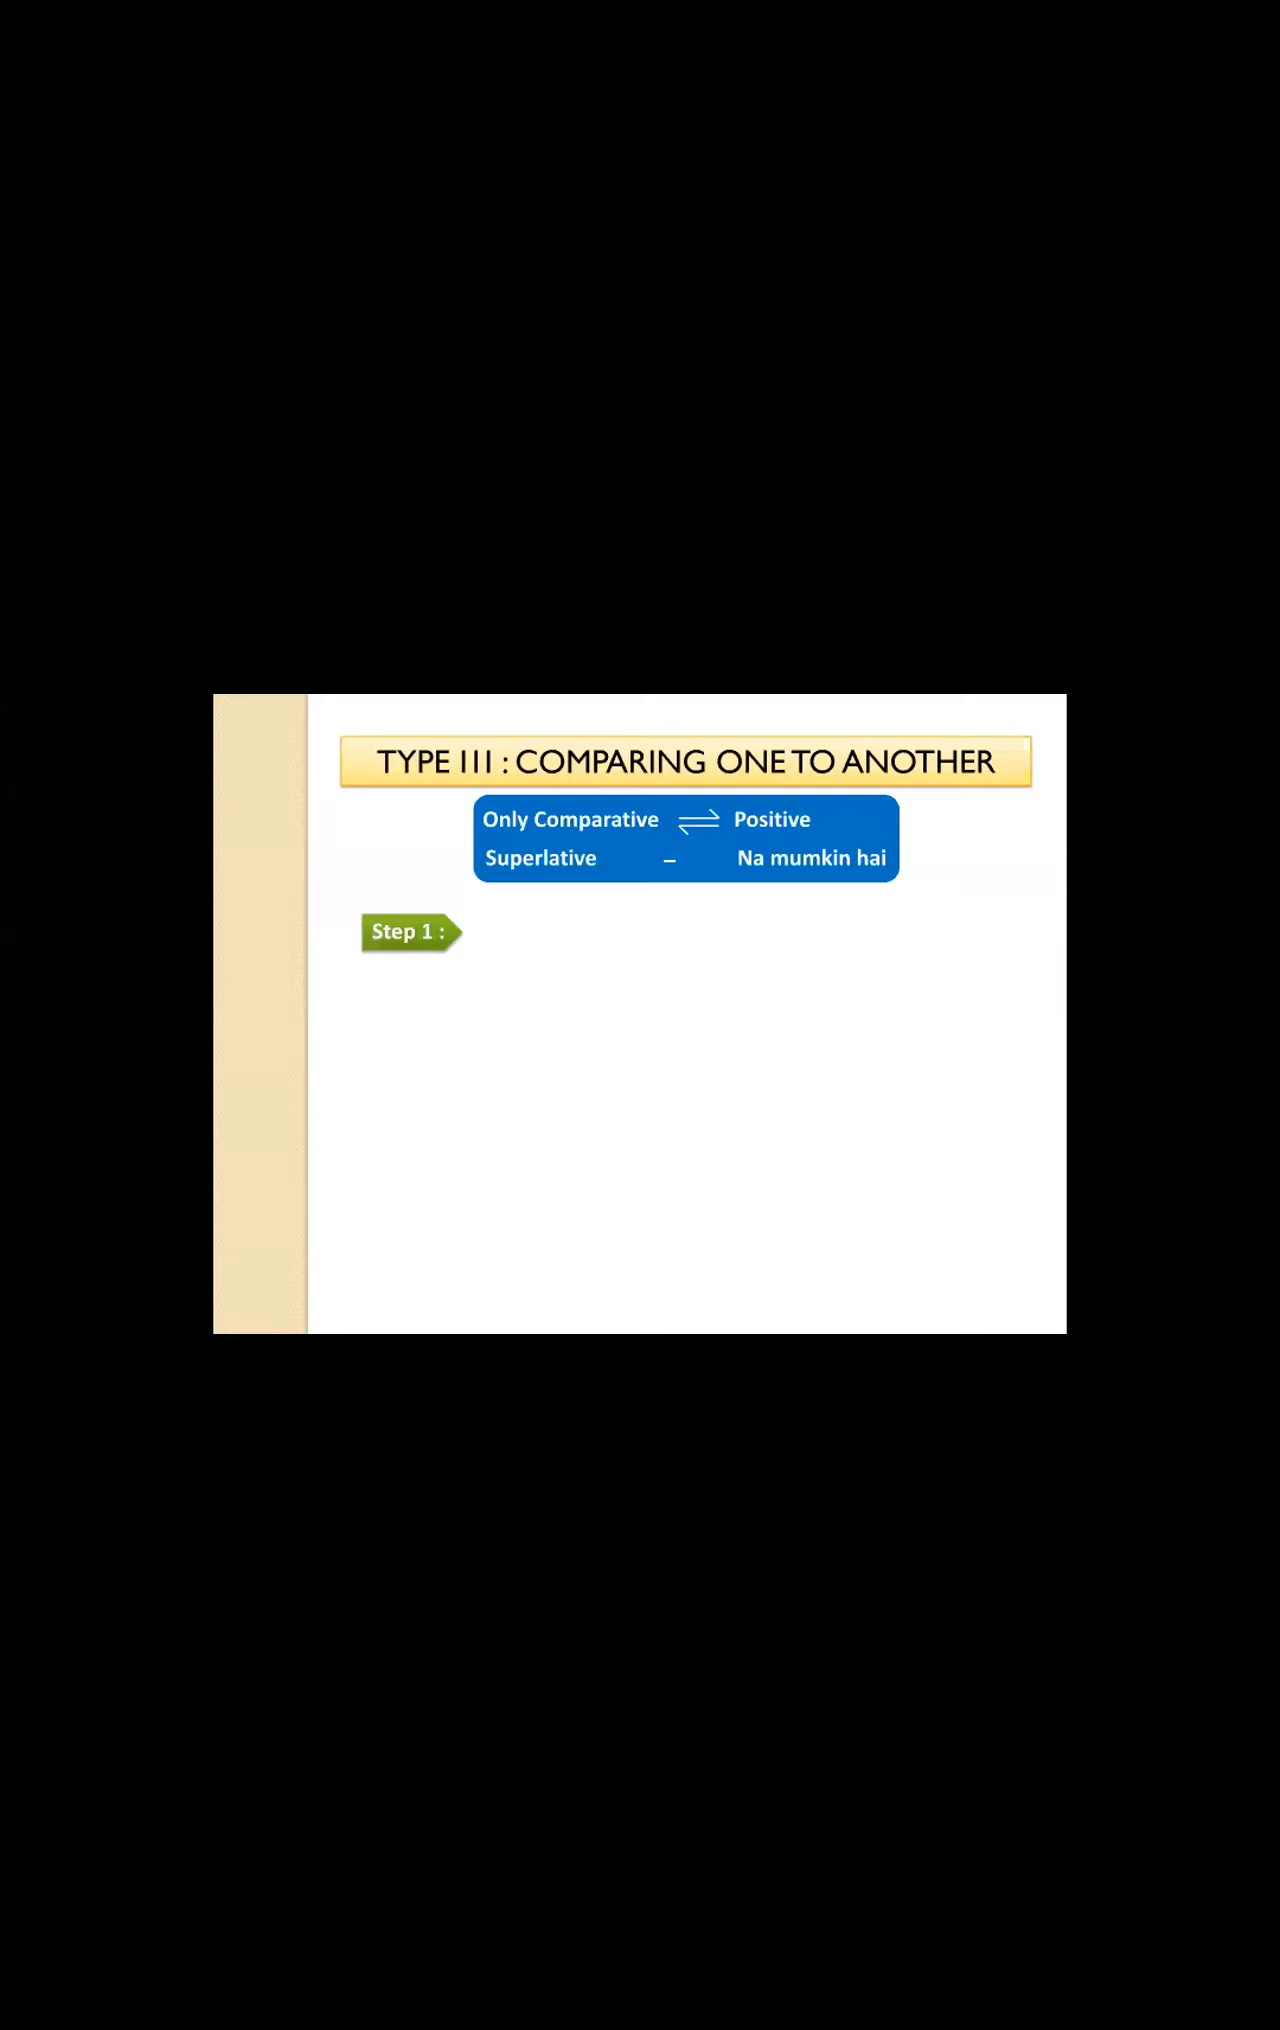 TYPE III : COMPARING ONE TO ANOTHER
Only Comparative ⇌ Positive
Superlative – Na mumkin hai
Step 1 :